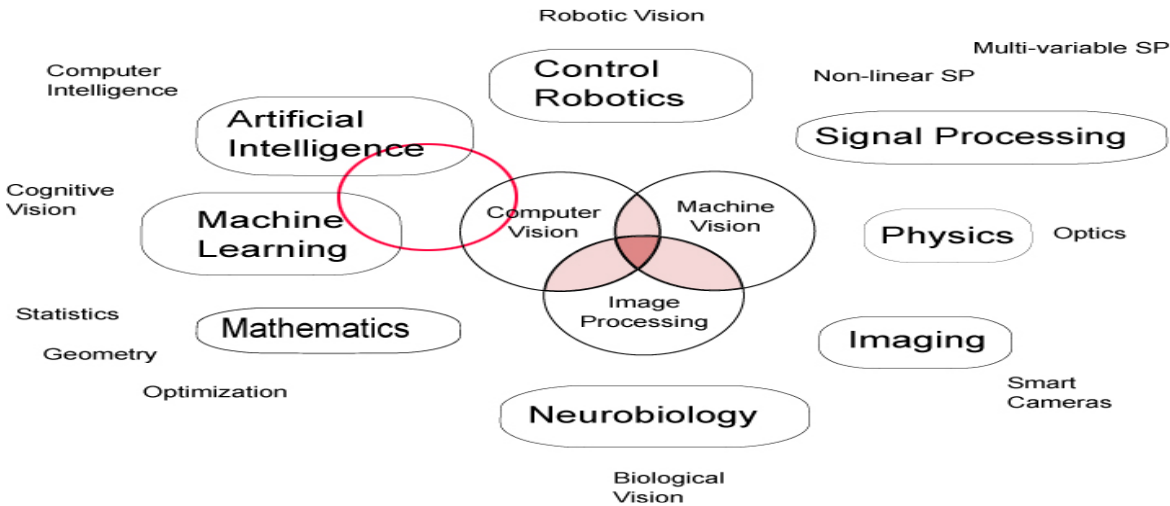 Robotic Vision
Multi-variable SP
Computer
Intelligence
Control
Robotics
Non-linear SP
Artificial
Intelligence
Signal Processing
Cognitive
Vision
Machine
Learning
Computer
Vision
Machine
Vision
Physics
Optics
Image
Processing
Statistics
Mathematics
Imaging
Geometry
Optimization
Smart
Cameras
Neurobiology
Biological
Vision